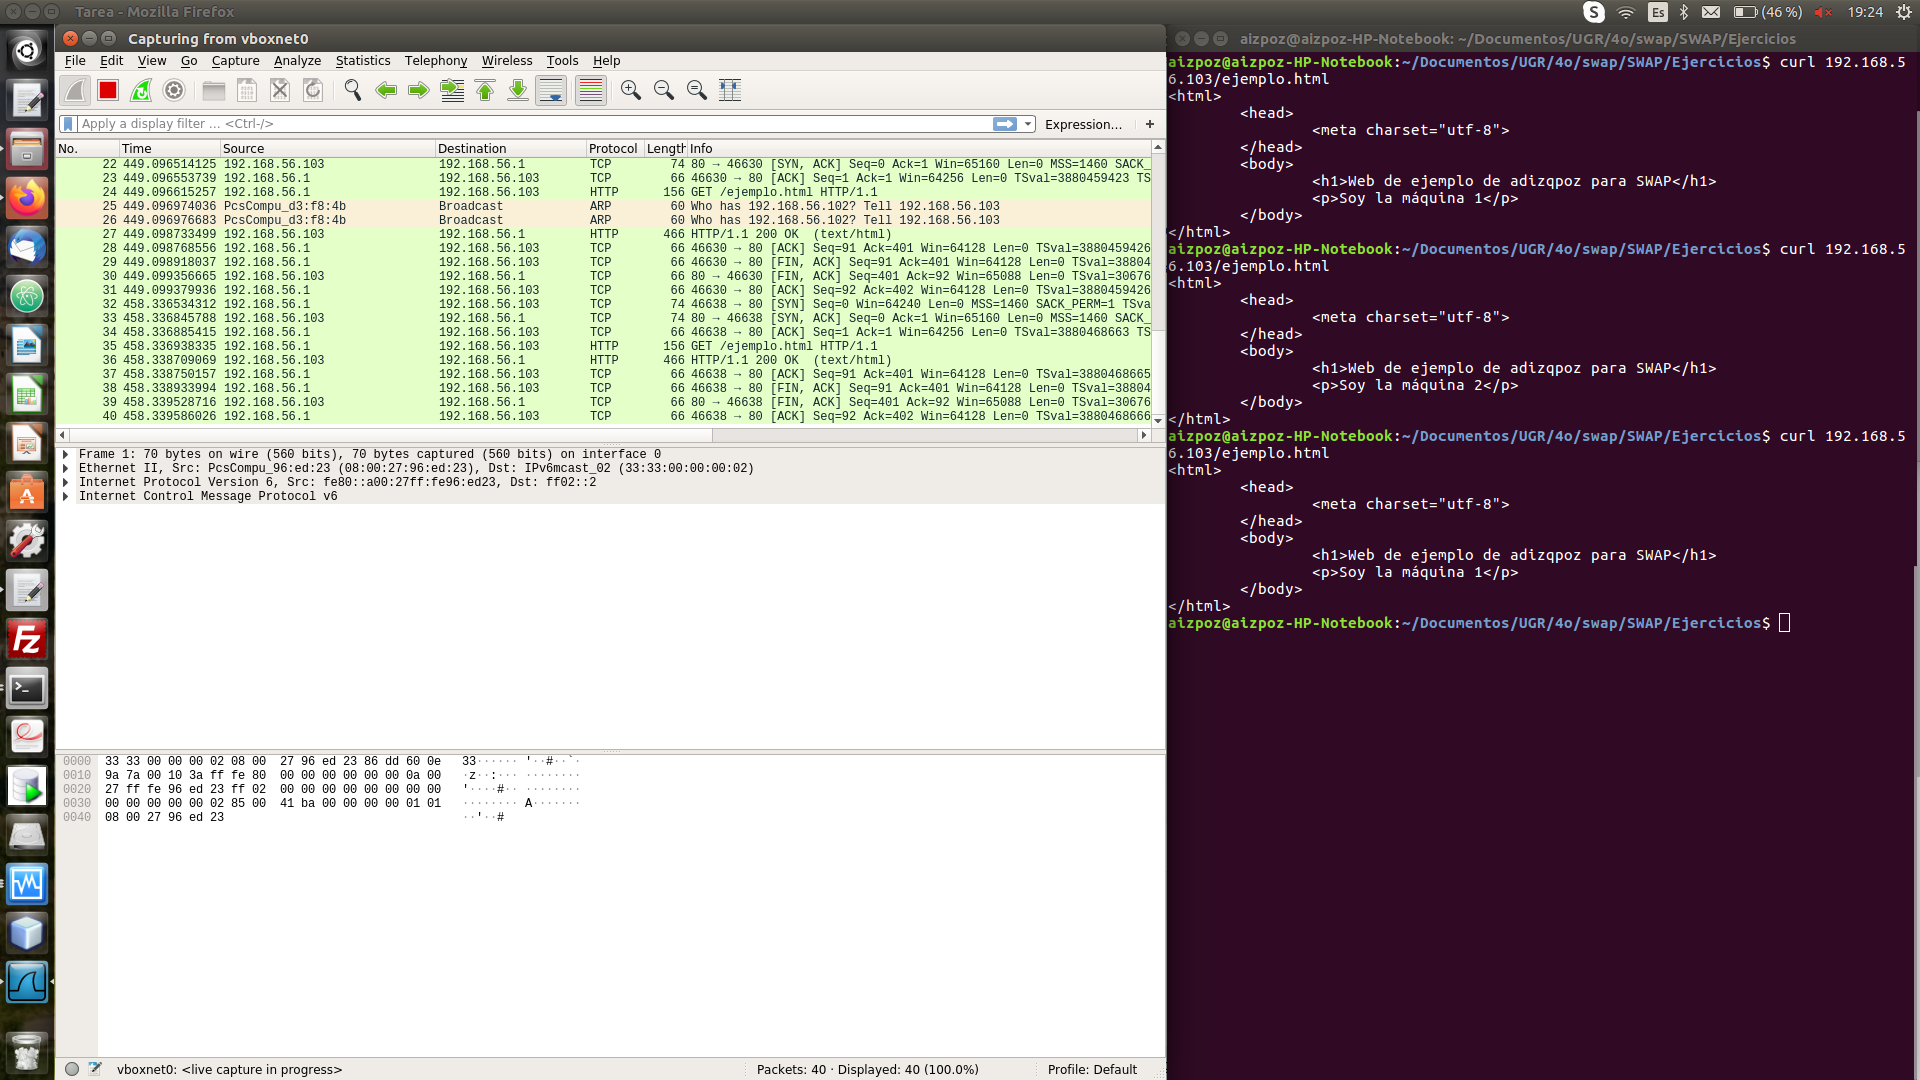 Tarea - Mozilla Firefox
Es
(46 %)
19:24
Capturing from vboxnet0
File Edit View Go Capture Analyze Statistics Telephony Wireless Tools Help
Apply a display filter ... <Ctrl-/>
Expression...
+
No. Time Source Destination Protocol Length Info
22 449.096514125 192.168.56.103 192.168.56.1 TCP 74 80 → 46630 [SYN, ACK] Seq=0 Ack=1 Win=65160 Len=0 MSS=1460 SACK_
23 449.096553739 192.168.56.1 192.168.56.103 TCP 66 46630 → 80 [ACK] Seq=1 Ack=1 Win=64256 Len=0 TSval=3880459423 TS
24 449.096615257 192.168.56.1 192.168.56.103 HTTP 156 GET /ejemplo.html HTTP/1.1
25 449.096974036 PcsCompu_d3:f8:4b Broadcast ARP 60 Who has 192.168.56.102? Tell 192.168.56.103
26 449.096976683 PcsCompu_d3:f8:4b Broadcast ARP 60 Who has 192.168.56.102? Tell 192.168.56.103
27 449.098733499 192.168.56.103 192.168.56.1 HTTP 466 HTTP/1.1 200 OK (text/html)
28 449.098768556 192.168.56.1 192.168.56.103 TCP 66 46630 → 80 [ACK] Seq=91 Ack=401 Win=64128 Len=0 TSval=3880459426
29 449.098918037 192.168.56.1 192.168.56.103 TCP 66 46630 → 80 [FIN, ACK] Seq=91 Ack=401 Win=64128 Len=0 TSval=38804
30 449.099356665 192.168.56.103 192.168.56.1 TCP 66 80 → 46630 [FIN, ACK] Seq=401 Ack=92 Win=65088 Len=0 TSval=30676
31 449.099379936 192.168.56.1 192.168.56.103 TCP 66 46630 → 80 [ACK] Seq=92 Ack=402 Win=64128 Len=0 TSval=3880459426
32 458.336534312 192.168.56.1 192.168.56.103 TCP 74 46638 → 80 [SYN] Seq=0 Win=64240 Len=0 MSS=1460 SACK_PERM=1 TSva
33 458.336845788 192.168.56.103 192.168.56.1 TCP 74 80 → 46638 [SYN, ACK] Seq=0 Ack=1 Win=65160 Len=0 MSS=1460 SACK_
34 458.336885415 192.168.56.1 192.168.56.103 TCP 66 46638 → 80 [ACK] Seq=1 Ack=1 Win=64256 Len=0 TSval=3880468663 TS
35 458.336938335 192.168.56.1 192.168.56.103 HTTP 156 GET /ejemplo.html HTTP/1.1
36 458.338709069 192.168.56.103 192.168.56.1 HTTP 466 HTTP/1.1 200 OK (text/html)
37 458.338750157 192.168.56.1 192.168.56.103 TCP 66 46638 → 80 [ACK] Seq=91 Ack=401 Win=64128 Len=0 TSval=3880468665
38 458.338933994 192.168.56.1 192.168.56.103 TCP 66 46638 → 80 [FIN, ACK] Seq=91 Ack=401 Win=64128 Len=0 TSval=38804
39 458.339528716 192.168.56.103 192.168.56.1 TCP 66 80 → 46638 [FIN, ACK] Seq=401 Ack=92 Win=65088 Len=0 TSval=30676
40 458.339586026 192.168.56.1 192.168.56.103 TCP 66 46638 → 80 [ACK] Seq=92 Ack=402 Win=64128 Len=0 TSval=3880468666
Frame 1: 70 bytes on wire (560 bits), 70 bytes captured (560 bits) on interface 0
Ethernet II, Src: PcsCompu_96:ed:23 (08:00:27:96:ed:23), Dst: IPv6mcast_02 (33:33:00:00:00:02)
Internet Protocol Version 6, Src: fe80::a00:27ff:fe96:ed23, Dst: ff02::2
Internet Control Message Protocol v6
0000 33 33 00 00 00 02 08 00 27 96 ed 23 86 dd 60 0e 33······ '··#··`·
0010 9a 7a 00 10 3a ff fe 80 00 00 00 00 00 00 0a 00 ·z··:··· ········
0020 27 ff fe 96 ed 23 ff 02 00 00 00 00 00 00 00 00 '····#·· ········
0030 00 00 00 00 00 02 85 00 41 ba 00 00 00 00 01 01 ········ A·······
0040 08 00 27 96 ed 23 ··'··#
vboxnet0: <live capture in progress>
Packets: 40 · Displayed: 40 (100.0%)
Profile: Default
aizpoz@aizpoz-HP-Notebook: ~/Documentos/UGR/4o/swap/SWAP/Ejercicios
aizpoz@aizpoz-HP-Notebook:~/Documentos/UGR/4o/swap/SWAP/Ejercicios$ curl 192.168.5
6.103/ejemplo.html
<html>
<head>
<meta charset="utf-8">
</head>
<body>
<h1>Web de ejemplo de adizqpoz para SWAP</h1>
<p>Soy la máquina 1</p>
</body>
</html>
aizpoz@aizpoz-HP-Notebook:~/Documentos/UGR/4o/swap/SWAP/Ejercicios$ curl 192.168.5
6.103/ejemplo.html
<html>
<head>
<meta charset="utf-8">
</head>
<body>
<h1>Web de ejemplo de adizqpoz para SWAP</h1>
<p>Soy la máquina 2</p>
</body>
</html>
aizpoz@aizpoz-HP-Notebook:~/Documentos/UGR/4o/swap/SWAP/Ejercicios$ curl 192.168.5
6.103/ejemplo.html
<html>
<head>
<meta charset="utf-8">
</head>
<body>
<h1>Web de ejemplo de adizqpoz para SWAP</h1>
<p>Soy la máquina 1</p>
</body>
</html>
aizpoz@aizpoz-HP-Notebook:~/Documentos/UGR/4o/swap/SWAP/Ejercicios$